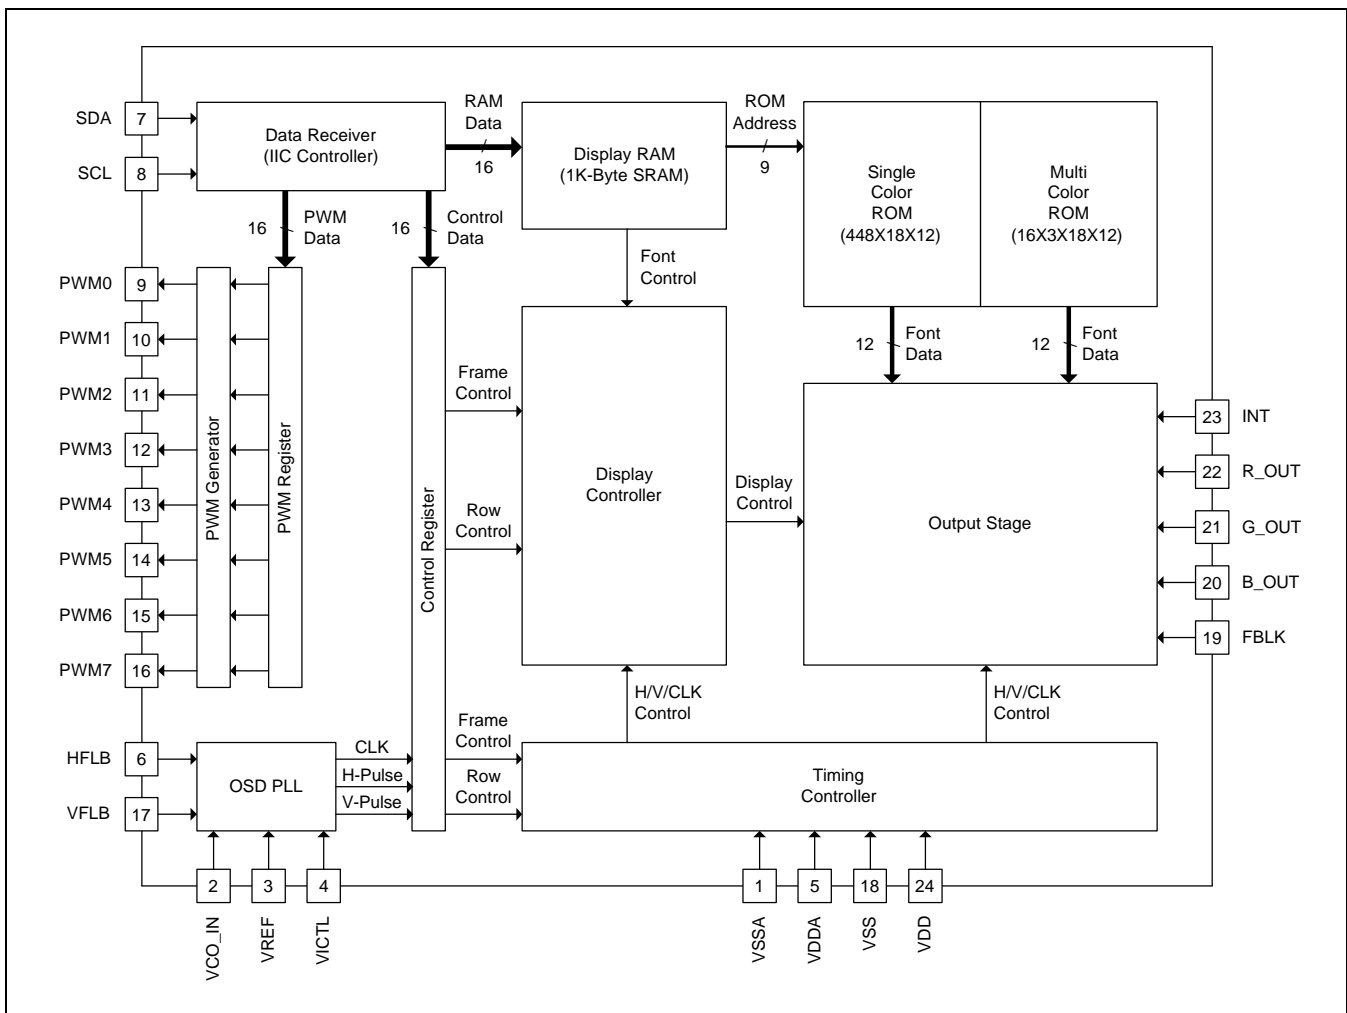 SDA
7
SCL
8
Data Receiver
(IIC Controller)
RAM
Data
16
Display RAM
(1K-Byte SRAM)
ROM
Address
9
Single
Color
ROM
(448X18X12)
Multi
Color
ROM
(16X3X18X12)
16
PWM
Data
16
Control
Data
Font
Control
12
Font
Data
12
Font
Data
PWM0
9
PWM1
10
PWM2
11
PWM3
12
PWM4
13
PWM5
14
PWM6
15
PWM7
16
PWM Generator
PWM Register
Control Register
Frame
Control
Row
Control
Display
Controller
Display
Control
Output Stage
23
INT
22
R_OUT
21
G_OUT
20
B_OUT
19
FBLK
H/V/CLK
Control
H/V/CLK
Control
HFLB
6
VFLB
17
OSD PLL
CLK
H-Pulse
V-Pulse
Frame
Control
Row
Control
Timing
Controller
2
3
4
1
5
18
24
VCO_IN
VREF
VICTL
VSSA
VDDA
VSS
VDD